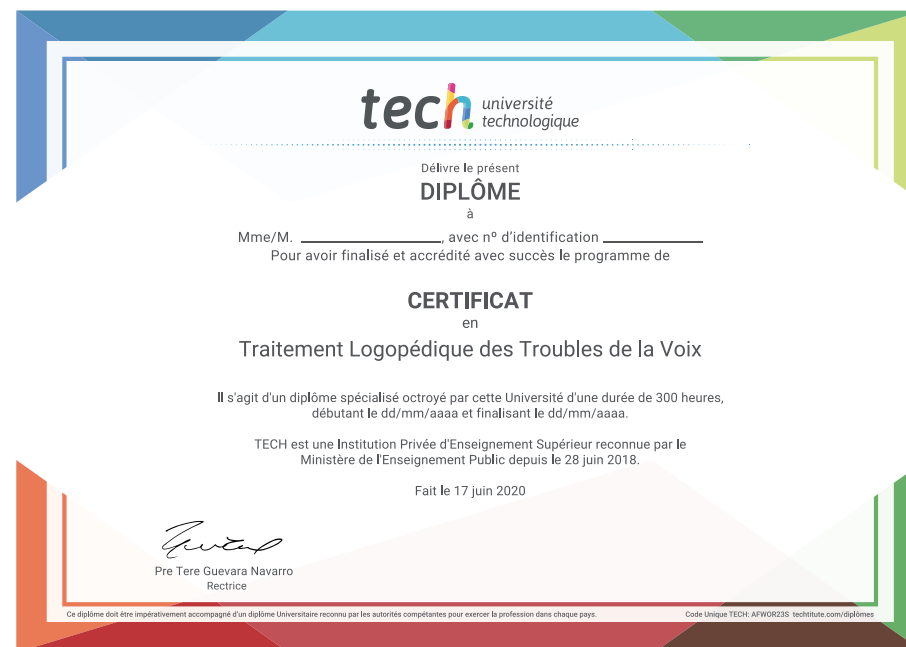 tech université
technologique
Délivre le présent
DIPLÔME
à
Mme/M. ____________________, avec nº d'identification ______________
Pour avoir finalisé et accrédité avec succès le programme de
CERTIFICAT
en
Traitement Logopédique des Troubles de la Voix
Il s'agit d'un diplôme spécialisé octroyé par cette Université d'une durée de 300 heures,
débutant le dd/mm/aaaa et finalisant le dd/mm/aaaa.
TECH est une Institution Privée d'Enseignement Supérieur reconnue par le
Ministère de l'Enseignement Public depuis le 28 juin 2018.
Fait le 17 juin 2020
Pre Tere Guevara Navarro
Rectrice
Ce diplôme doit être impérativement accompagné d'un diplôme Universitaire reconnu par les autorités compétentes pour exercer la profession dans chaque pays.
Code Unique TECH: AFWOR23S techtitute.com/diplômes